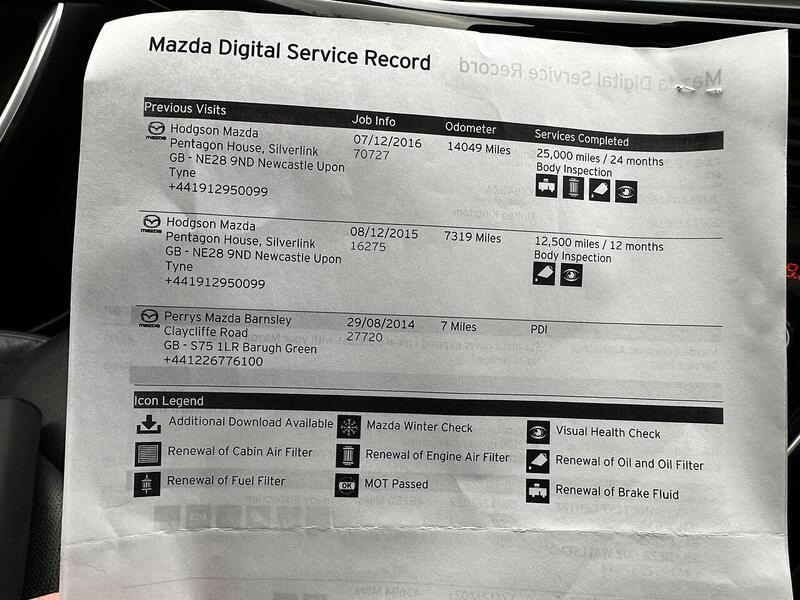 Mazda Digital Service Record
Previous Visits Job Info Odometer Services Completed
Hodgson Mazda 07/12/2016 14049 Miles 25,000 miles / 24 months
Pentagon House, Silverlink 70727 Body Inspection
GB - NE28 9ND Newcastle Upon
Tyne
+441912950099
Hodgson Mazda 08/12/2015 7319 Miles 12,500 miles / 12 months
Pentagon House, Silverlink 16275 Body Inspection
GB - NE28 9ND Newcastle Upon
Tyne
+441912950099
Perrys Mazda Barnsley 29/08/2014 7 Miles PDI
Claycliffe Road 27720
GB - S75 1LR Barugh Green
+441226776100
Icon Legend
Additional Download Available Mazda Winter Check Visual Health Check
Renewal of Cabin Air Filter Renewal of Engine Air Filter Renewal of Oil and Oil Filter
Renewal of Fuel Filter OK MOT Passed Renewal of Brake Fluid